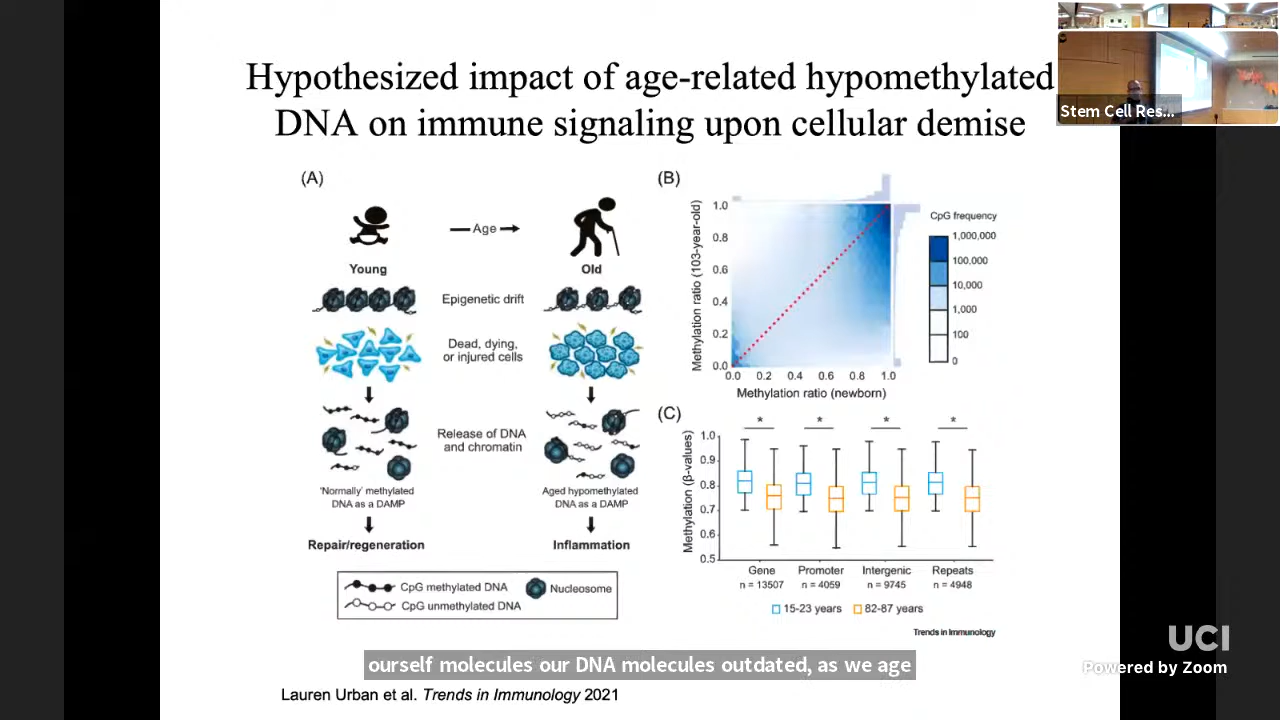 Hypothesized impact of age-related hypomethylated
DNA on immune signaling upon cellular demise
Stem Cell Res...
(A)
Age
Young
Old
Epigenetic drift
Dead, dying,
or injured cells
Release of DNA
and chromatin
'Normally' methylated
DNA as a DAMP
Aged hypomethylated
DNA as a DAMP
Repair/regeneration
Inflammation
CpG methylated DNA
Nucleosome
CpG unmethylated DNA
(B)
Methylation ratio (103-year-old)
1.0
0.8
0.6
0.4
0.2
0.0
0.0 0.2 0.4 0.6 0.8 1.0
Methylation ratio (newborn)
CpG frequency
1,000,000
100,000
10,000
1,000
100
0
(C)
Methylation (β-values)
1.0
0.9
0.8
0.7
0.6
0.5
* * * *
Gene Promoter Intergenic Repeats
n = 13507 n = 4059 n = 9745 n = 4948
15-23 years 82-87 years
Trends in Immunology
UCI
Powered by Zoom
ourself molecules our DNA molecules outdated, as we age
Lauren Urban et al. Trends in Immunology 2021